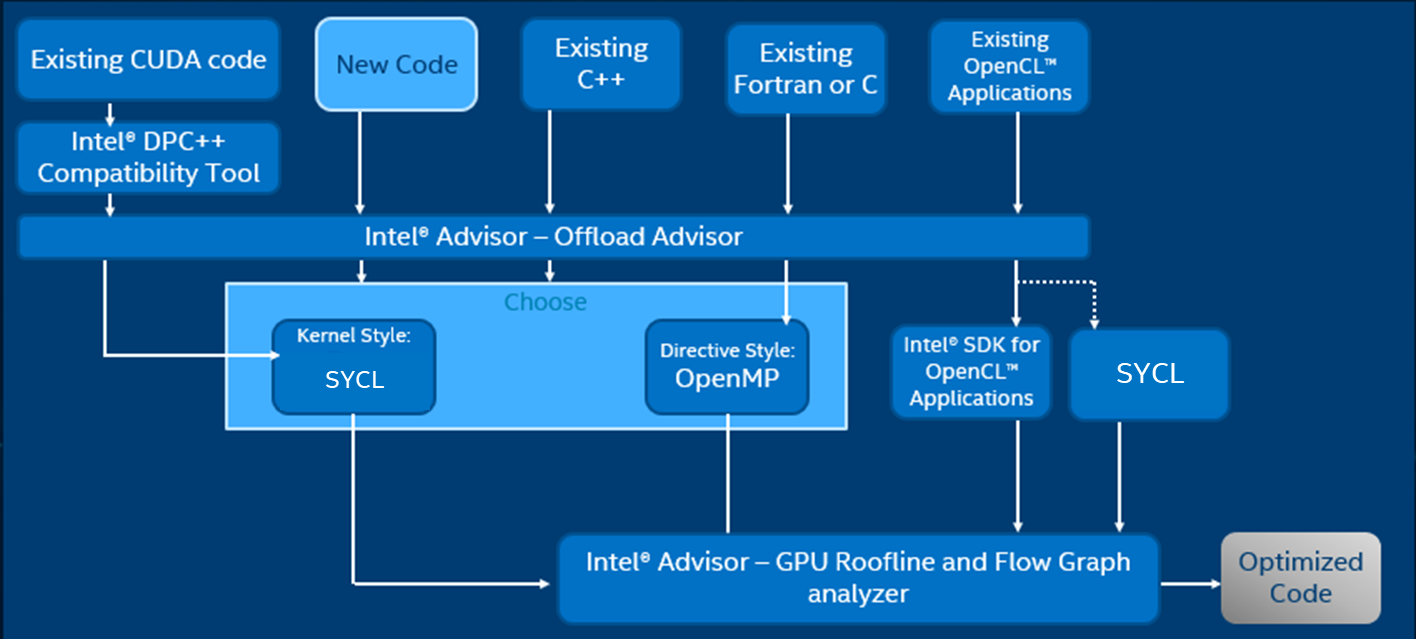 Existing CUDA code
New Code
Existing
C++
Existing
Fortran or C
Existing
OpenCL™
Applications
Intel® DPC++
Compatibility Tool
Intel® Advisor – Offload Advisor
Choose
Kernel Style:
SYCL
Directive Style:
OpenMP
Intel® SDK for
OpenCL™
Applications
SYCL
Intel® Advisor – GPU Roofline and Flow Graph
analyzer
Optimized
Code